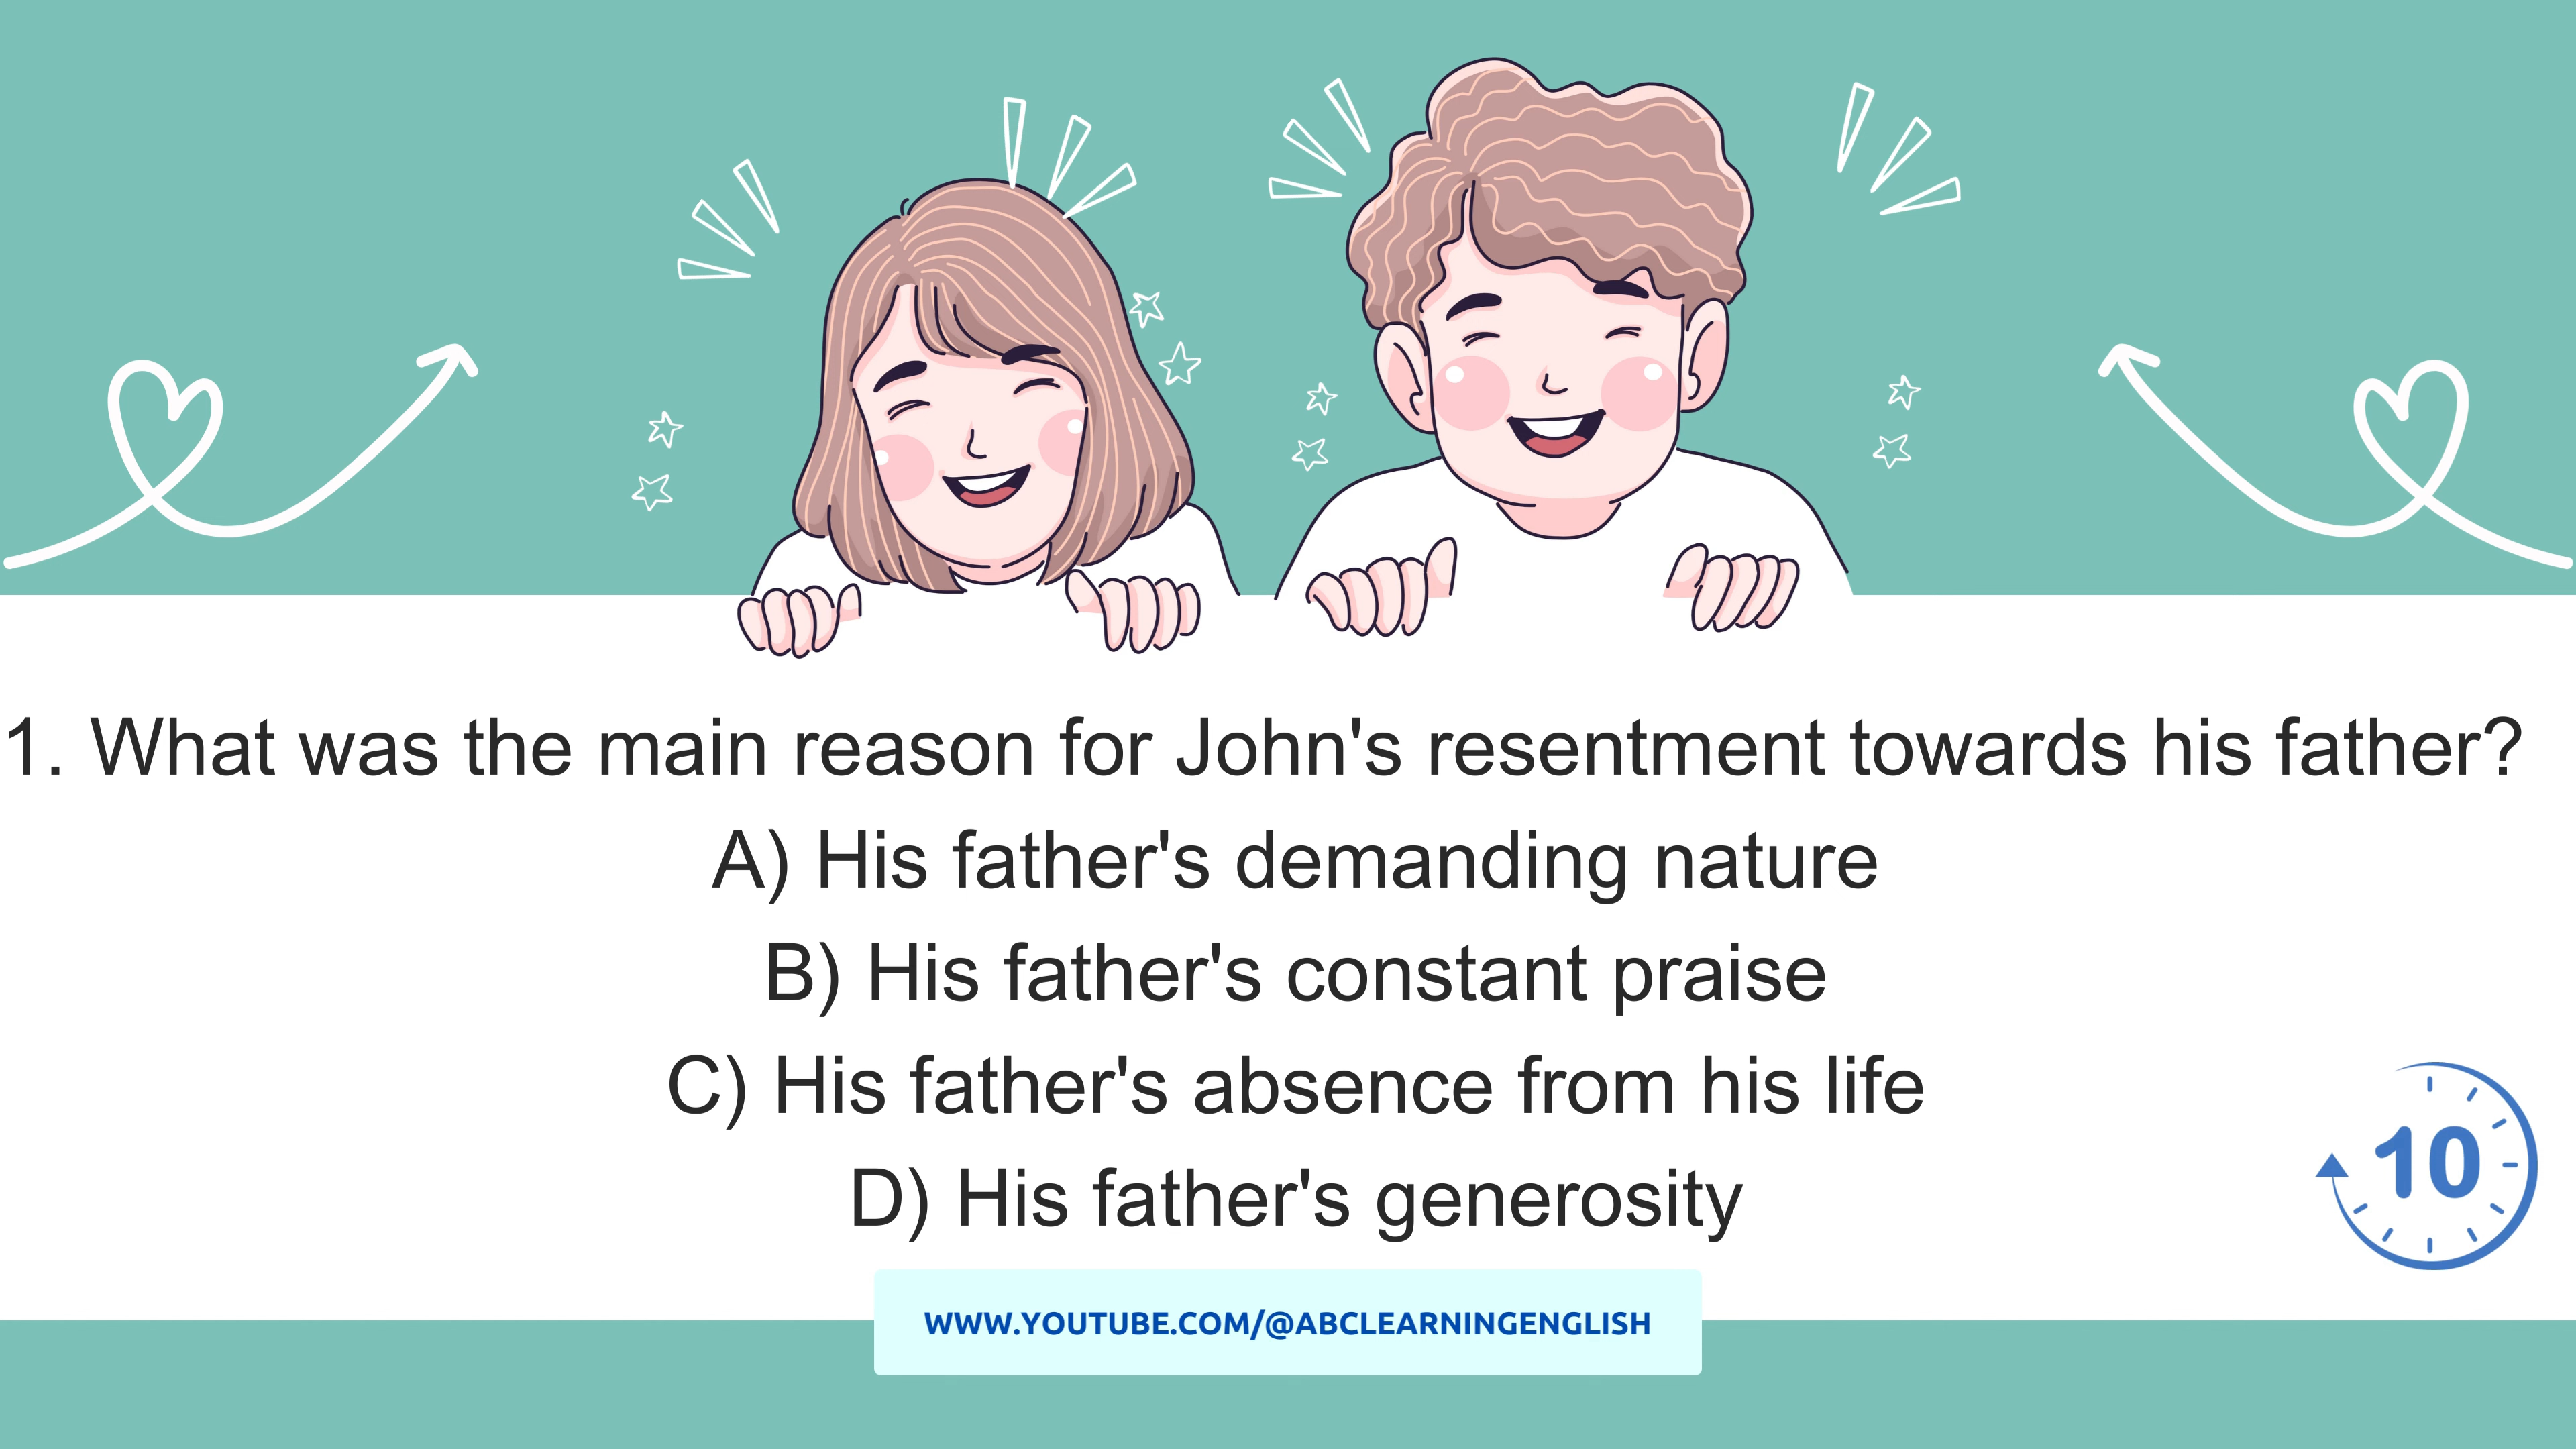 1. What was the main reason for John's resentment towards his father?
A) His father's demanding nature
B) His father's constant praise
C) His father's absence from his life
D) His father's generosity
10
WWW.YOUTUBE.COM/@ABCLEARNINGENGLISH